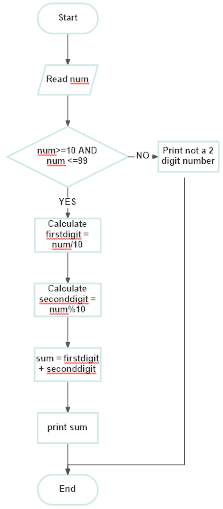 Start
Read num
num>=10 AND
num <=99
NO
Print not a 2
digit number
YES
Calculate
firstdigit =
num/10
Calculate
seconddigit =
num%10
sum = firstdigit
+ seconddigit
print sum
End